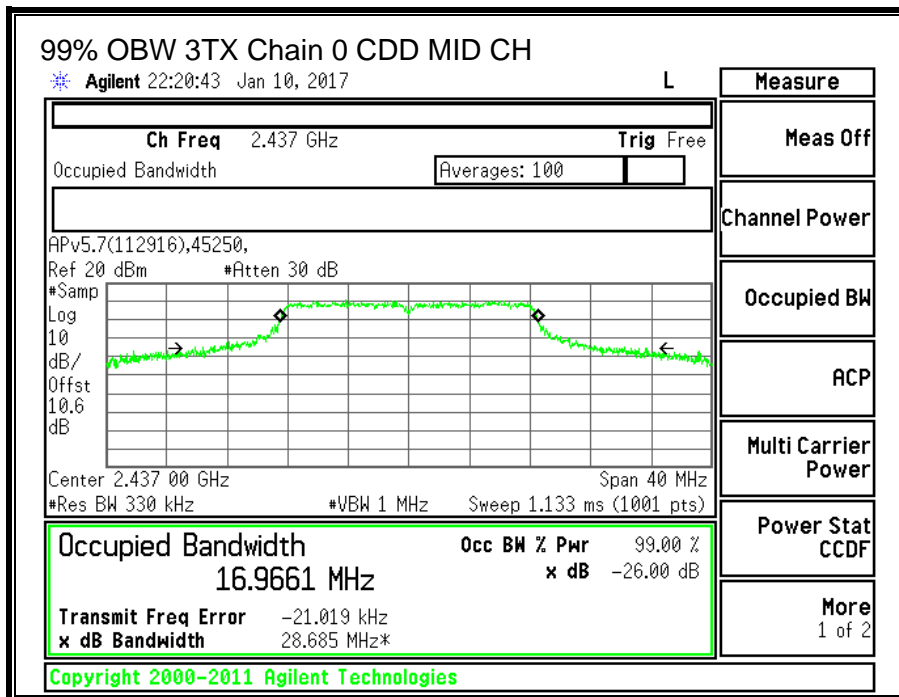 99% OBW 3TX Chain 0 CDD MID CH
Agilent 22:20:43 Jan 10, 2017 L
Measure
Ch Freq 2.437 GHz Trig Free
Occupied Bandwidth Averages: 100
APv5.7(112916),45250,
Ref 20 dBm #Atten 30 dB
#Samp
Log
10
dB/
Offst
10.6
dB
Center 2.437 00 GHz Span 40 MHz
#Res BW 330 kHz #VBW 1 MHz Sweep 1.133 ms (1001 pts)
Occupied Bandwidth Occ BW % Pwr 99.00 %
16.9661 MHz x dB -26.00 dB
Transmit Freq Error -21.019 kHz
x dB Bandwidth 28.685 MHz*
Meas Off
Channel Power
Occupied BW
ACP
Multi Carrier
Power
Power Stat
CCDF
More
1 of 2
Copyright 2000-2011 Agilent Technologies